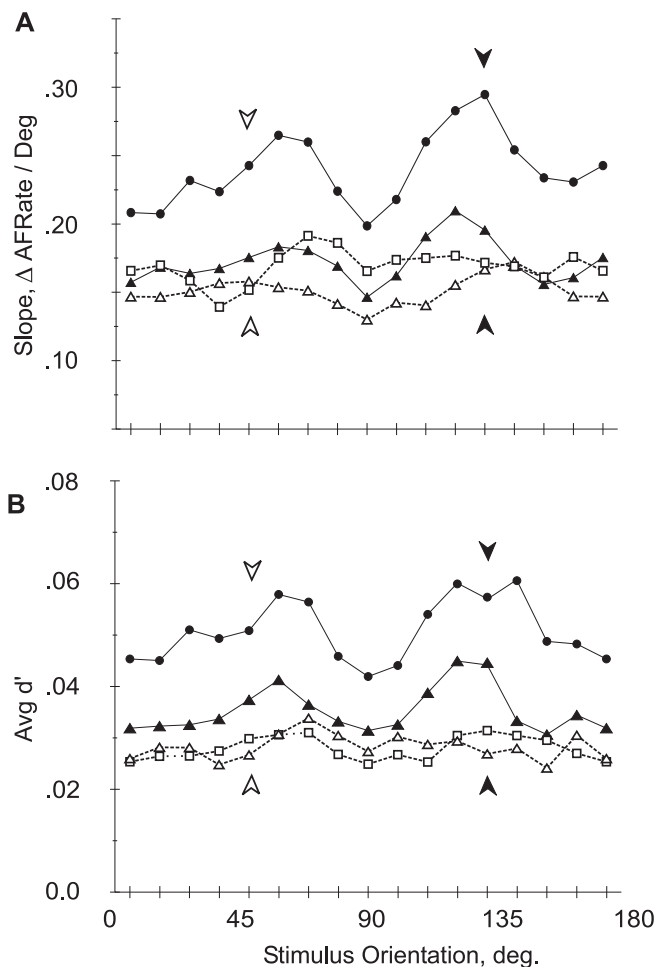 A
.30
.20
.10
Slope, Δ AFRate / Deg
B
.08
.06
.04
.02
0.0
Avg d'
0 45 90 135 180
Stimulus Orientation, deg.